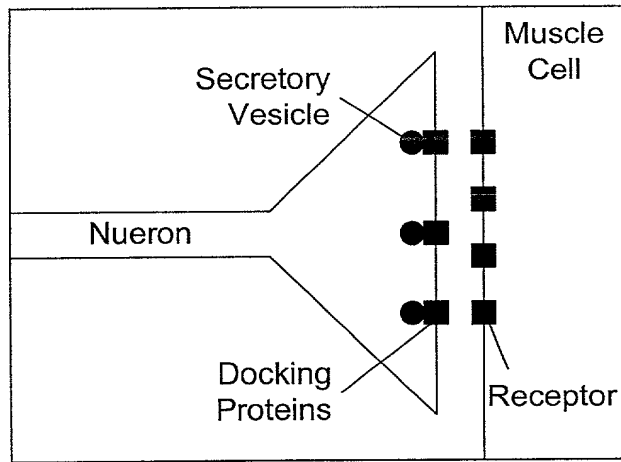 Muscle
Cell
Secretory
Vesicle
Nueron
Docking
Proteins
Receptor